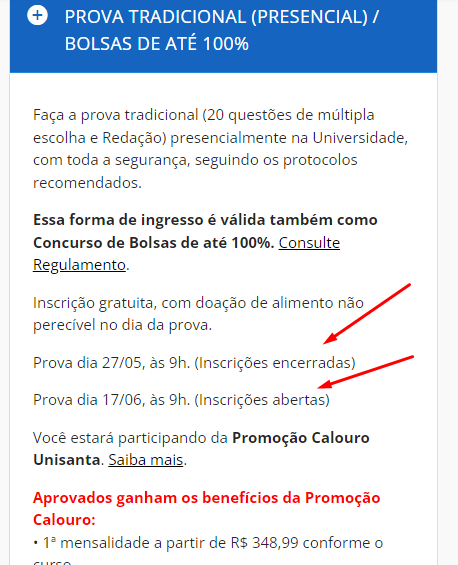 PROVA TRADICIONAL (PRESENCIAL) /
BOLSAS DE ATÉ 100%
Faça a prova tradicional (20 questões de múltipla
escolha e Redação) presencialmente na Universidade,
com toda a segurança, seguindo os protocolos
recomendados.
Essa forma de ingresso é válida também como
Concurso de Bolsas de até 100%. Consulte
Regulamento.
Inscrição gratuita, com doação de alimento não
perecível no dia da prova.
Prova dia 27/05, às 9h. (Inscrições encerradas)
Prova dia 17/06, às 9h. (Inscrições abertas)
Você estará participando da Promoção Calouro
Unisanta. Saiba mais.
Aprovados ganham os benefícios da Promoção
Calouro:
• 1ª mensalidade a partir de R$ 348,99 conforme o
curso